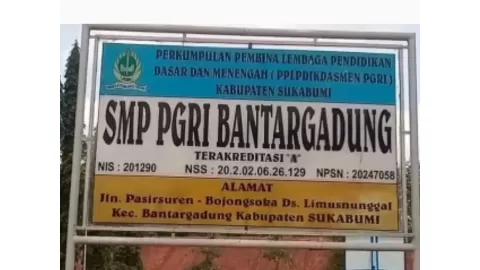 PERKUMPULAN PEMBINA LEMBAGA PENDIDIKAN
DASAR DAN MENENGAH ( PPLPDIKDASMEN PGRI )
KABUPATEN SUKABUMI
SMP PGRI BANTARGADUNG
TERAKREDITASI "A"
NIS : 201290 NSS : 20.2.02.06.26.129 NPSN : 20247058
ALAMAT
Jln. Pasirsuren - Bojongsoka Ds. Limusnunggal
Kec. Bantargadung Kabupaten SUKABUMI